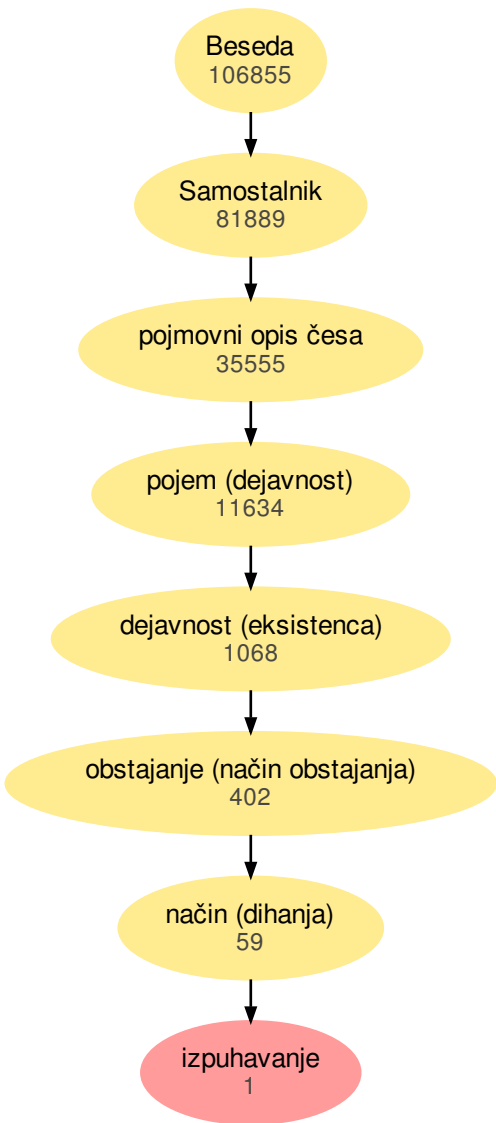 Beseda
106855
Samostalnik
81889
pojmovni opis česa
35555
pojem (dejavnost)
11634
dejavnost (eksistenca)
1068
obstajanje (način obstajanja)
402
način (dihanja)
59
izpuhavanje
1